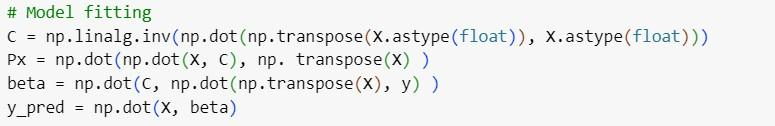 # Model fitting
C = np.linalg.inv(np.dot(np.transpose(X.astype(float)), X.astype(float)))
Px = np.dot(np.dot(X, C), np. transpose(X) )
beta = np.dot(C, np.dot(np.transpose(X), y) )
y_pred = np.dot(X, beta)